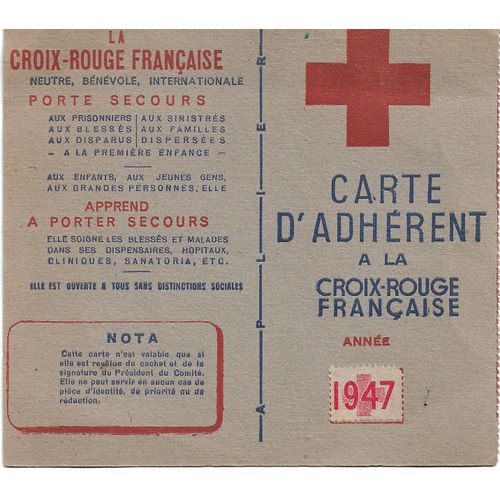 LA
CROIX-ROUGE FRANÇAISE
NEUTRE, BÉNÉVOLE, INTERNATIONALE
PORTE SECOURS
AUX PRISONNIERS AUX SINISTRÉS
AUX BLESSÉS AUX FAMILLES
AUX DISPARUS DISPERSÉES
- A LA PREMIÈRE ENFANCE -
AUX ENFANTS, AUX JEUNES GENS,
AUX GRANDES PERSONNES, ELLE
APPREND
A PORTER SECOURS
ELLE SOIGNE LES BLESSÉS ET MALADES
DANS SES DISPENSAIRES, HOPITAUX,
CLINIQUES, SANATORIA, ETC.
ELLE EST OUVERTE A TOUS SANS DISTINCTIONS SOCIALES
NOTA
Cette carte n'est valable que si
elle est revêtue du cachet et de la
signature du Président du Comité.
Elle ne peut servir en aucun cas de
pièce d'identité, de priorité ou de
réduction.
A PLIER
CARTE
D'ADHÉRENT
A LA
CROIX-ROUGE
FRANÇAISE
ANNÉE
1947